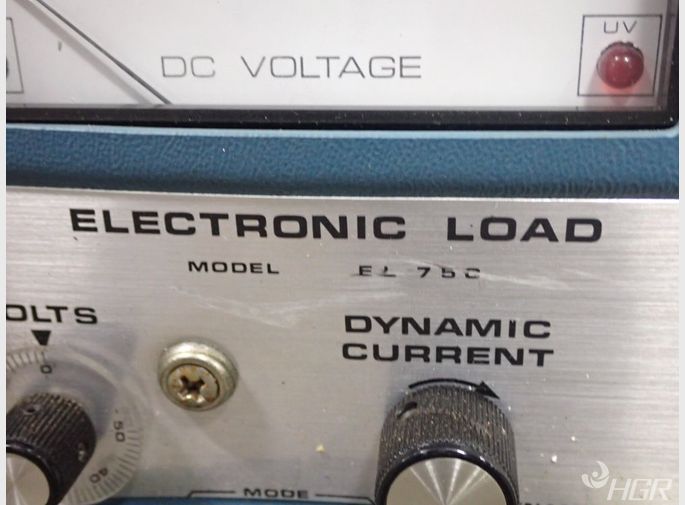 UV
DC VOLTAGE
ELECTRONIC LOAD
MODEL
OLTS
DYNAMIC
CURRENT
0
50
40
MODE
HGR